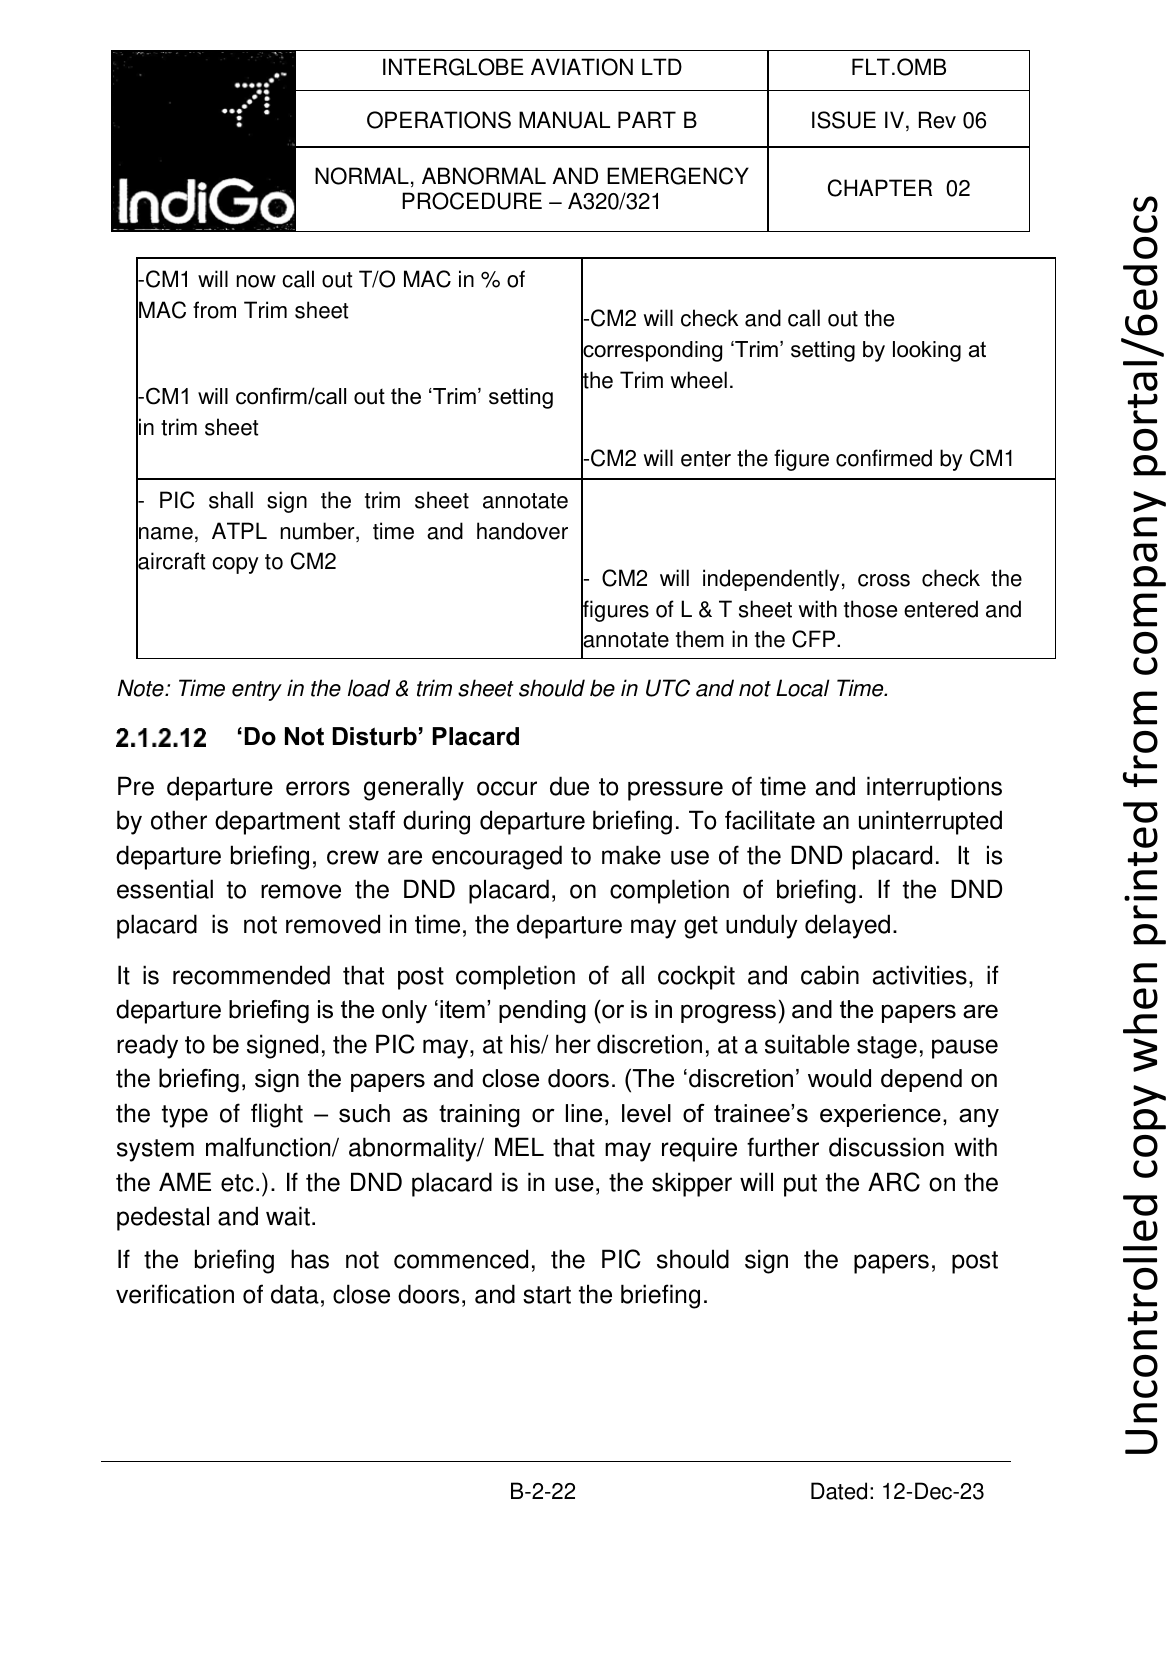 IndiGo
INTERGLOBE AVIATION LTD
FLT.OMB
OPERATIONS MANUAL PART B
ISSUE IV, Rev 06
NORMAL, ABNORMAL AND EMERGENCY
PROCEDURE – A320/321
CHAPTER 02
-CM1 will now call out T/O MAC in % of
MAC from Trim sheet
-CM1 will confirm/call out the ‘Trim’ setting
in trim sheet
-CM2 will check and call out the
corresponding ‘Trim’ setting by looking at
the Trim wheel.
-CM2 will enter the figure confirmed by CM1
- PIC shall sign the trim sheet annotate
name, ATPL number, time and handover
aircraft copy to CM2
- CM2 will independently, cross check the
figures of L & T sheet with those entered and
annotate them in the CFP.
Note: Time entry in the load & trim sheet should be in UTC and not Local Time.
2.1.2.12 ‘Do Not Disturb’ Placard
Pre departure errors generally occur due to pressure of time and interruptions
by other department staff during departure briefing. To facilitate an uninterrupted
departure briefing, crew are encouraged to make use of the DND placard. It is
essential to remove the DND placard, on completion of briefing. If the DND
placard is not removed in time, the departure may get unduly delayed.
It is recommended that post completion of all cockpit and cabin activities, if
departure briefing is the only ‘item’ pending (or is in progress) and the papers are
ready to be signed, the PIC may, at his/ her discretion, at a suitable stage, pause
the briefing, sign the papers and close doors. (The ‘discretion’ would depend on
the type of flight – such as training or line, level of trainee’s experience, any
system malfunction/ abnormality/ MEL that may require further discussion with
the AME etc.). If the DND placard is in use, the skipper will put the ARC on the
pedestal and wait.
If the briefing has not commenced, the PIC should sign the papers, post
verification of data, close doors, and start the briefing.
B-2-22
Dated: 12-Dec-23
Uncontrolled copy when printed from company portal/6edocs